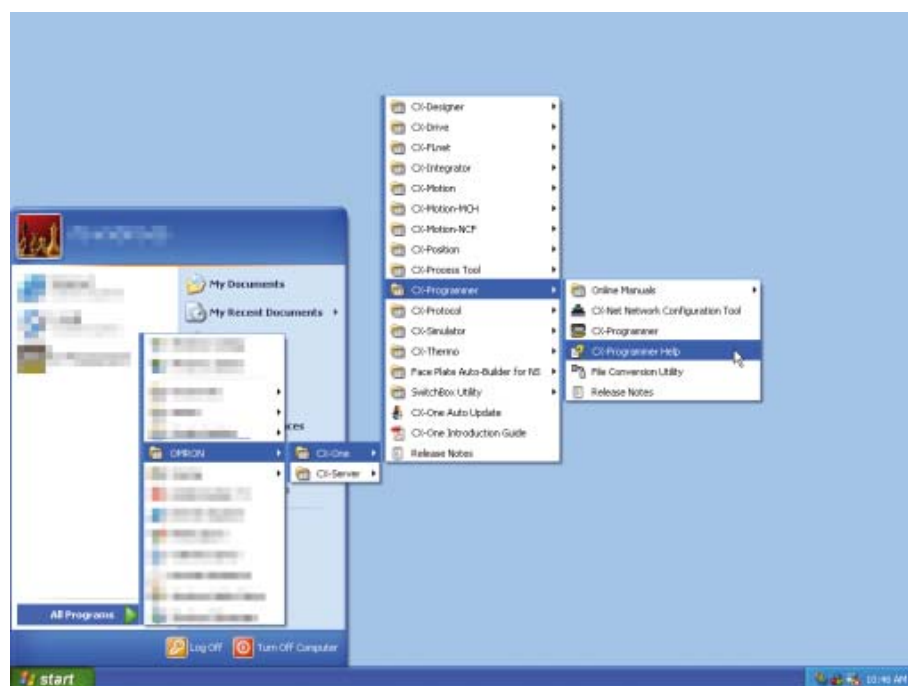 My Documents
My Recent Documents
OMRON
CX-One
CX-Server
All Programs
Log Off
Turn Off Computer
start
CX-Designer
CX-Drive
CX-FLnet
CX-Integrator
CX-Motion
CX-Motion-MCH
CX-Motion-NCF
CX-Position
CX-Process Tool
CX-Programmer
CX-Protocol
CX-Simulator
CX-Thermo
Face Plate Auto-Builder for NS
SwitchBox Utility
CX-One Auto Update
CX-One Introduction Guide
Release Notes
Online Manuals
CX-Net Network Configuration Tool
CX-Programmer
CX-Programmer Help
File Conversion Utility
Release Notes
10:46 AM